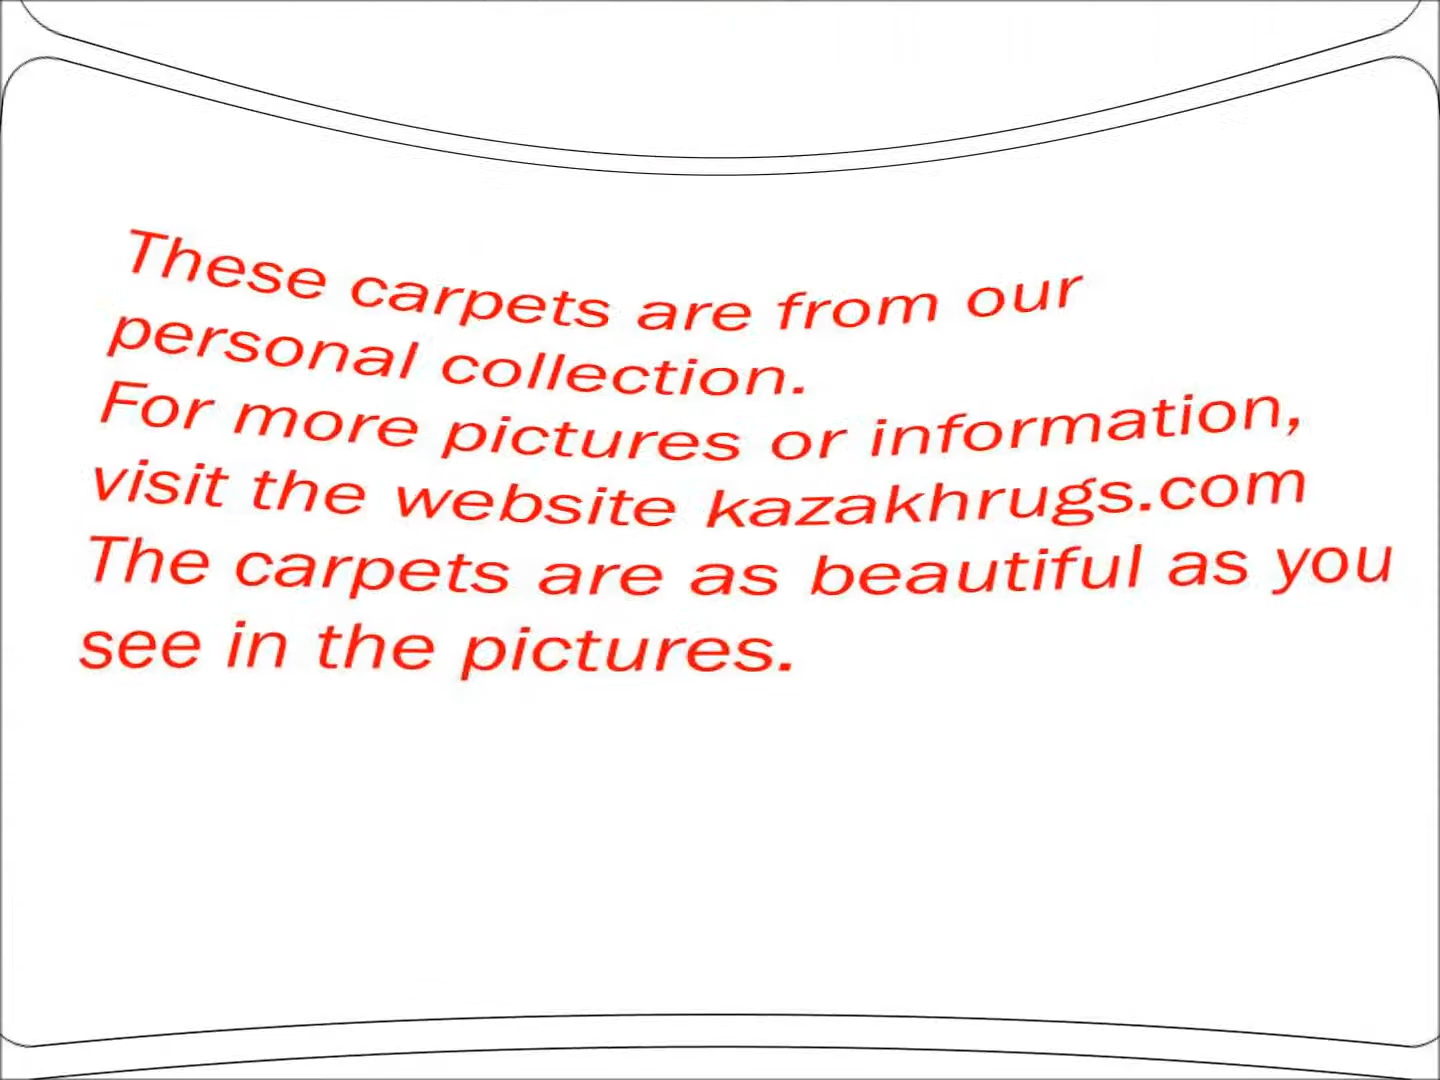 These carpets are from our
personal collection.
For more pictures or information,
visit the website kazakhrugs.com
The carpets are as beautiful as you
see in the pictures.